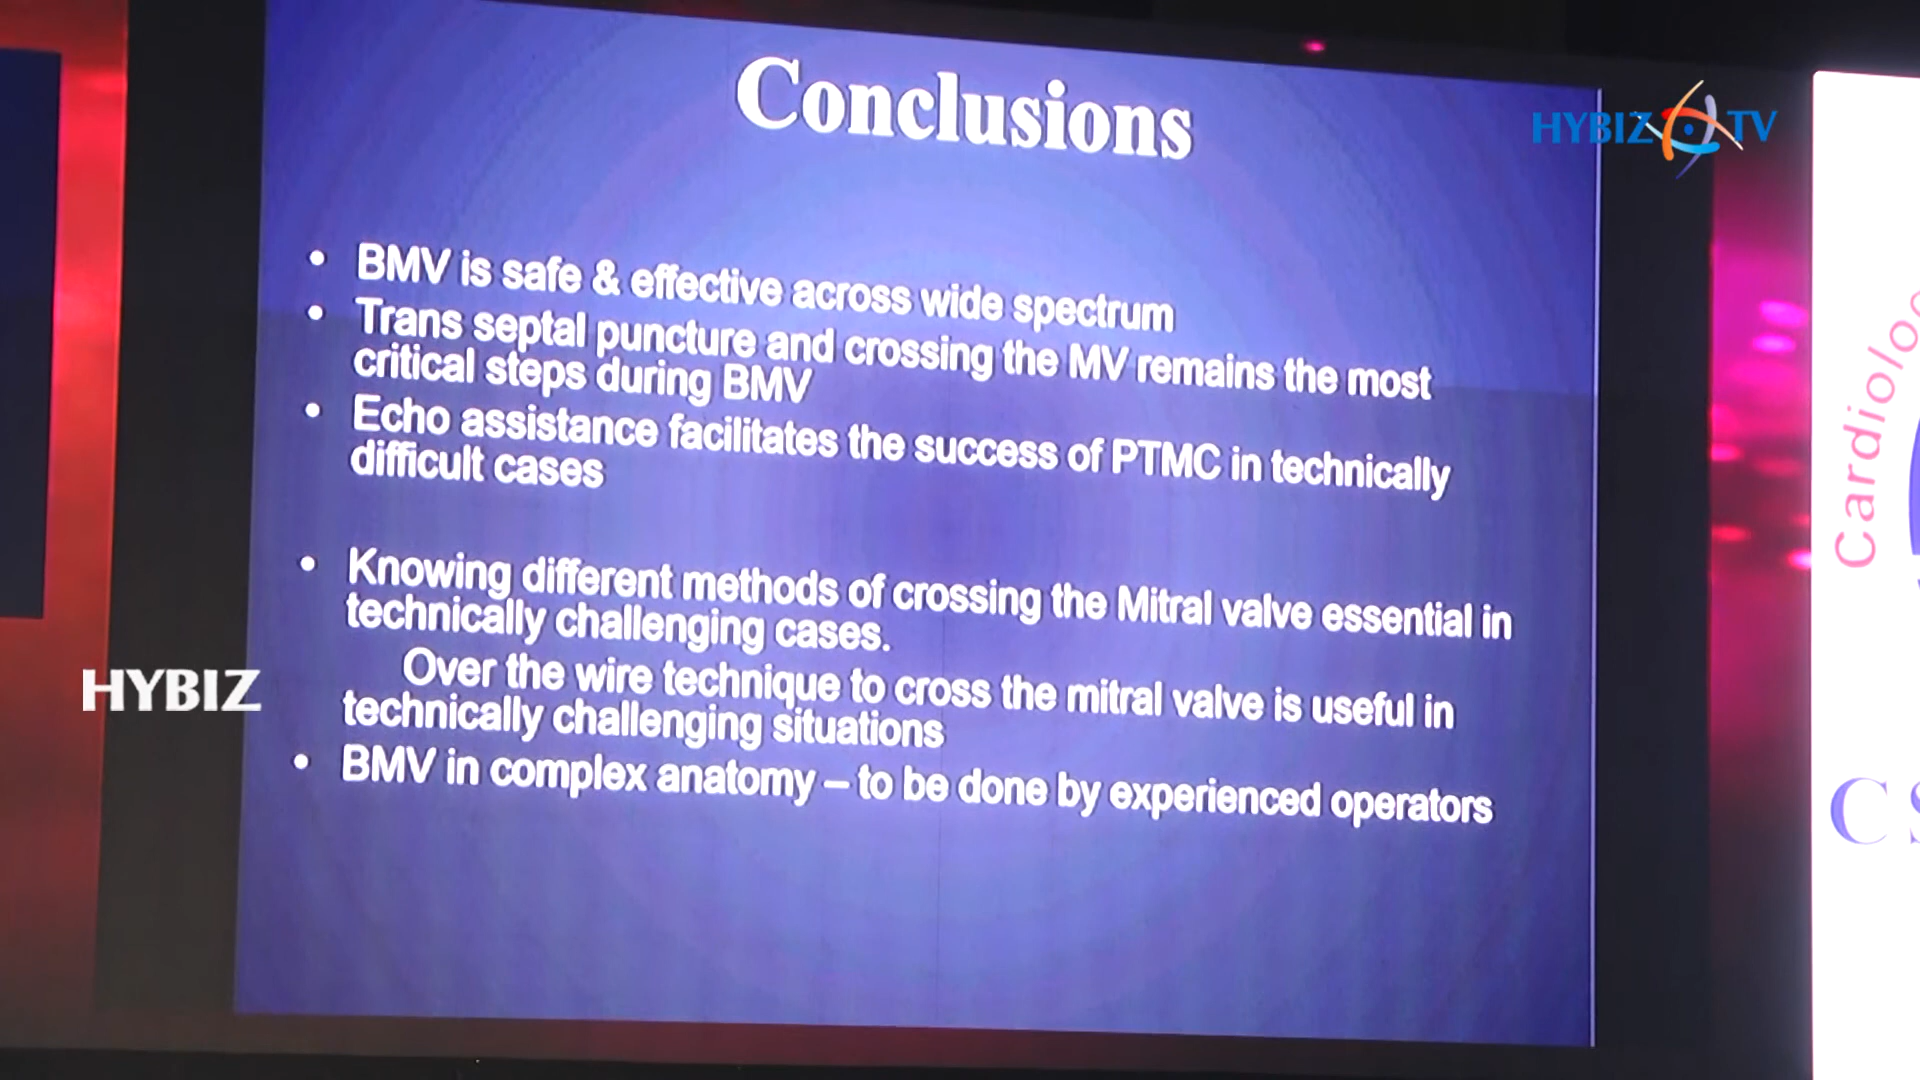 Conclusions
HYBIZ TV
• BMV is safe & effective across wide spectrum
• Trans septal puncture and crossing the MV remains the most
critical steps during BMV
• Echo assistance facilitates the success of PTMC in technically
difficult cases
• Knowing different methods of crossing the Mitral valve essential in
technically challenging cases.
Over the wire technique to cross the mitral valve is useful in
technically challenging situations
• BMV in complex anatomy – to be done by experienced operators
HYBIZ